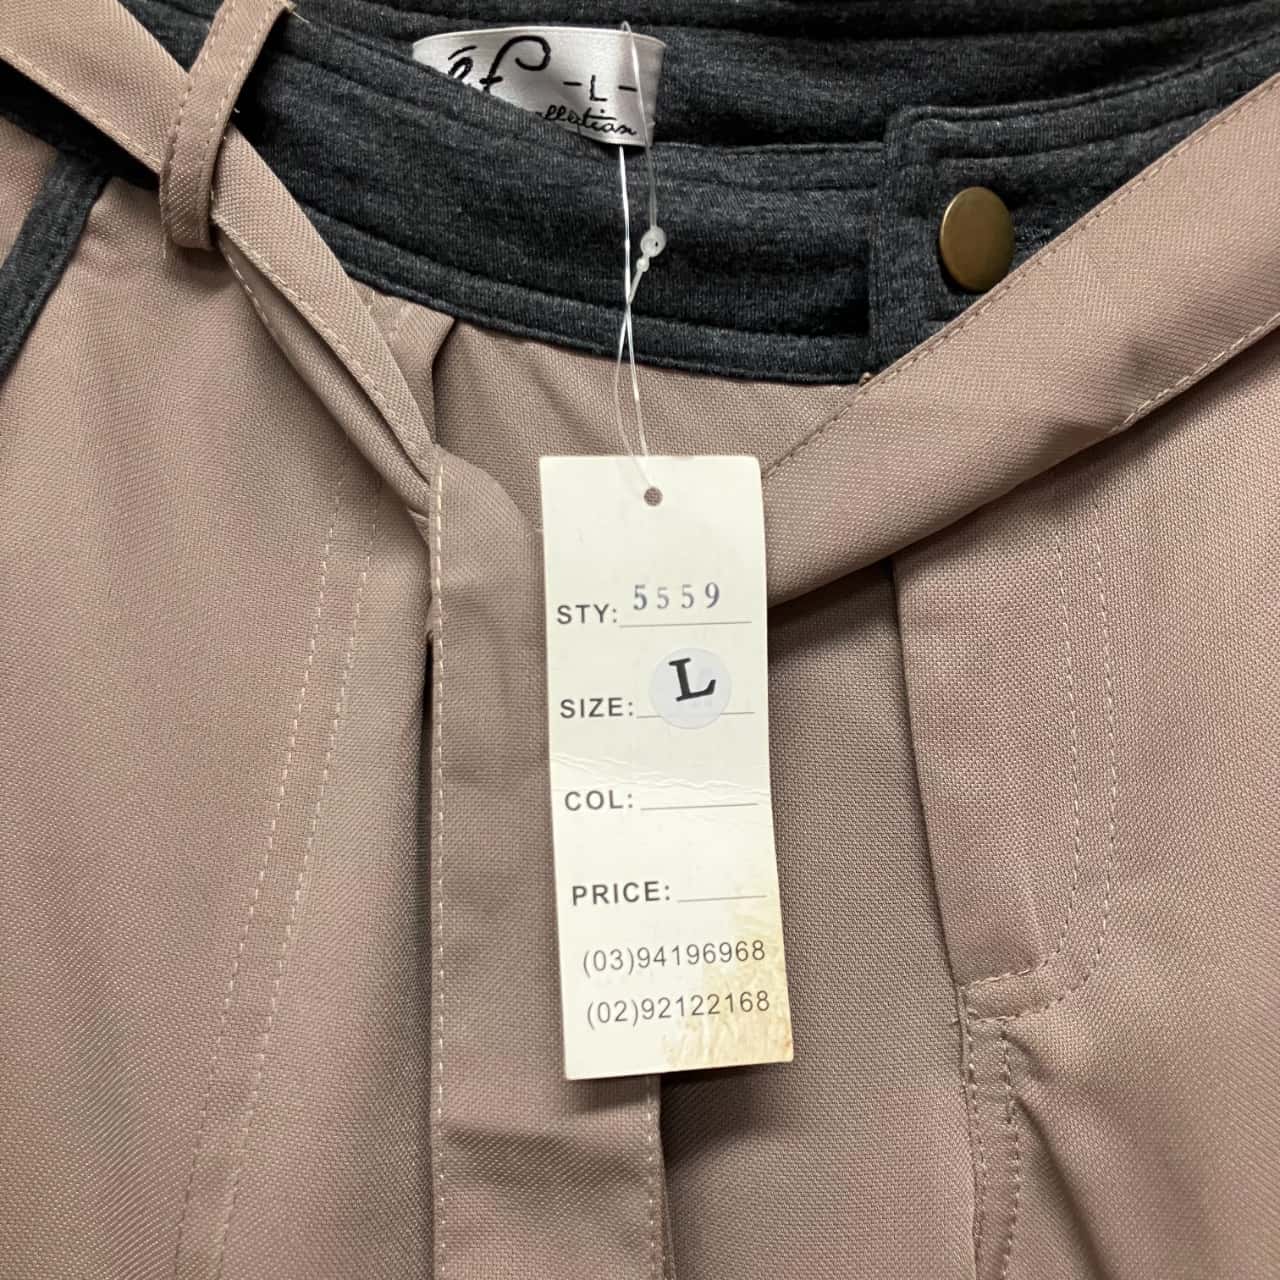 -L-
STY: 5559
SIZE: L
COL:
PRICE:
(03)94196968
(02)92122168